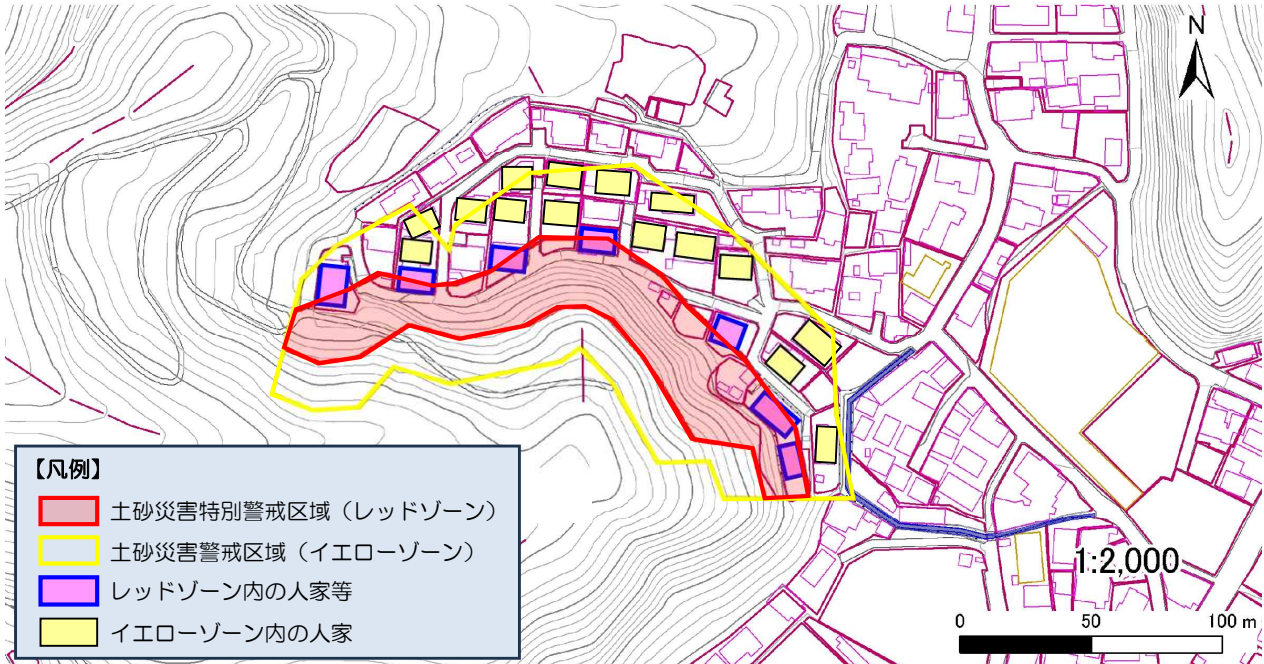 N
【凡例】
土砂災害特別警戒区域（レッドゾーン）
土砂災害警戒区域（イエローゾーン）
レッドゾーン内の人家等
イエローゾーン内の人家
1:2,000
0 50 100 m